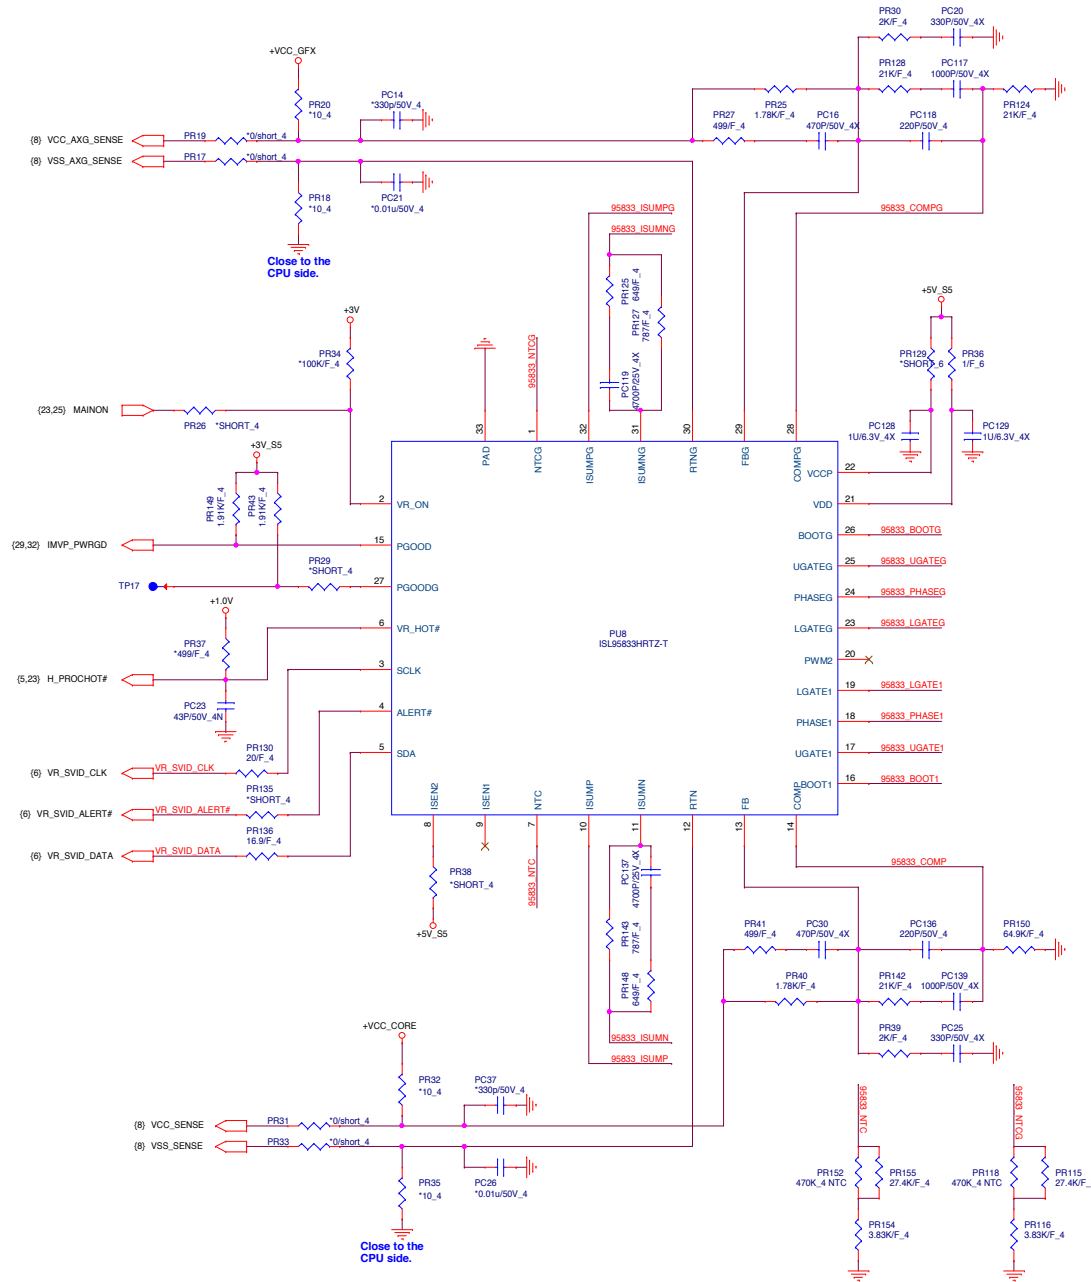 PR30
2K/F_4
PC20
330P/50V_4X
+VCC_GFX
PR128
21K/F_4
PC117
1000P/50V_4X
PR20
*10_4
PC14
*330p/50V_4
PR25
1.78K/F_4
PR124
21K/F_4
PR27
499/F_4
PC16
470P/50V_4X
PC118
220P/50V_4
{8} VCC_AXG_SENSE
PR19
*0/short_4
{8} VSS_AXG_SENSE
PR17
*0/short_4
PR18
*10_4
PC21
*0.01u/50V_4
95833_ISUMPG
95833_ISUMNG
95833_COMPG
Close to the
CPU side.
PR125
649/F_4
PR127
787/F_4
PC119
4700P/25V_4X
95833_NTCG
+5V_S5
PR129
*SHORT_6
PR36
1/F_6
PC128
1U/6.3V_4X
PC129
1U/6.3V_4X
+3V
PR34
*100K/F_4
{23,25} MAINON
PR26
*SHORT_4
+3V_S5
PR149
1.91K/F_4
PR43
1.91K/F_4
{29,32} IMVP_PWRGD
PR29
*SHORT_4
TP17
+1.0V
PR37
*499/F_4
{5,23} H_PROCHOT#
PC23
43P/50V_4N
PR130
20/F_4
{6} VR_SVID_CLK
VR_SVID_CLK
PR135
*SHORT_4
{6} VR_SVID_ALERT#
VR_SVID_ALERT#
PR136
16.9/F_4
{6} VR_SVID_DATA
VR_SVID_DATA
33
PAD
1
NTCG
32
ISUMPG
31
ISUMNG
30
RTNG
29
FBG
28
COMPG
2
VR_ON
15
PGOOD
27
PGOODG
6
VR_HOT#
3
SCLK
4
ALERT#
5
SDA
PU8
ISL95833HRTZ-T
VCCP
22
VDD
21
BOOTG
26
95833_BOOTG
UGATEG
25
95833_UGATEG
PHASEG
24
95833_PHASEG
LGATEG
23
95833_LGATEG
PWM2
20
LGATE1
19
95833_LGATE1
PHASE1
18
95833_PHASE1
UGATE1
17
95833_UGATE1
BOOT1
16
95833_BOOT1
ISEN2
8
ISEN1
9
NTC
7
ISUMP
10
ISUMN
11
RTN
12
FB
13
COMP
14
PR38
*SHORT_4
+5V_S5
95833_NTC
PC137
4700P/25V_4X
PR143
787/F_4
PR148
649/F_4
95833_ISUMN
95833_ISUMP
95833_COMP
PR41
499/F_4
PC30
470P/50V_4X
PC136
220P/50V_4
PR150
64.9K/F_4
PR40
1.78K/F_4
PR142
21K/F_4
PC139
1000P/50V_4X
PR39
2K/F_4
PC25
330P/50V_4X
+VCC_CORE
PR32
*10_4
PC37
*330p/50V_4
{8} VCC_SENSE
PR31
*0/short_4
{8} VSS_SENSE
PR33
*0/short_4
PR35
*10_4
PC26
*0.01u/50V_4
Close to the
CPU side.
95833_NTC
PR152
470K_4 NTC
PR155
27.4K/F_4
PR154
3.83K/F_4
95833_NTCG
PR118
470K_4 NTC
PR115
27.4K/F_
PR116
3.83K/F_4